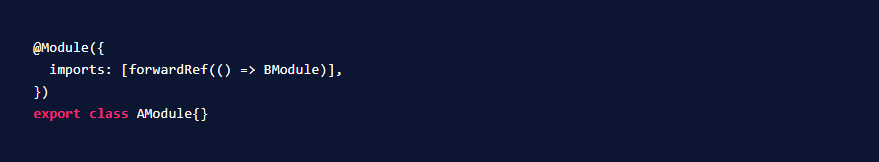 @Module({
  imports: [forwardRef(() => BModule)],
})
export class AModule{}